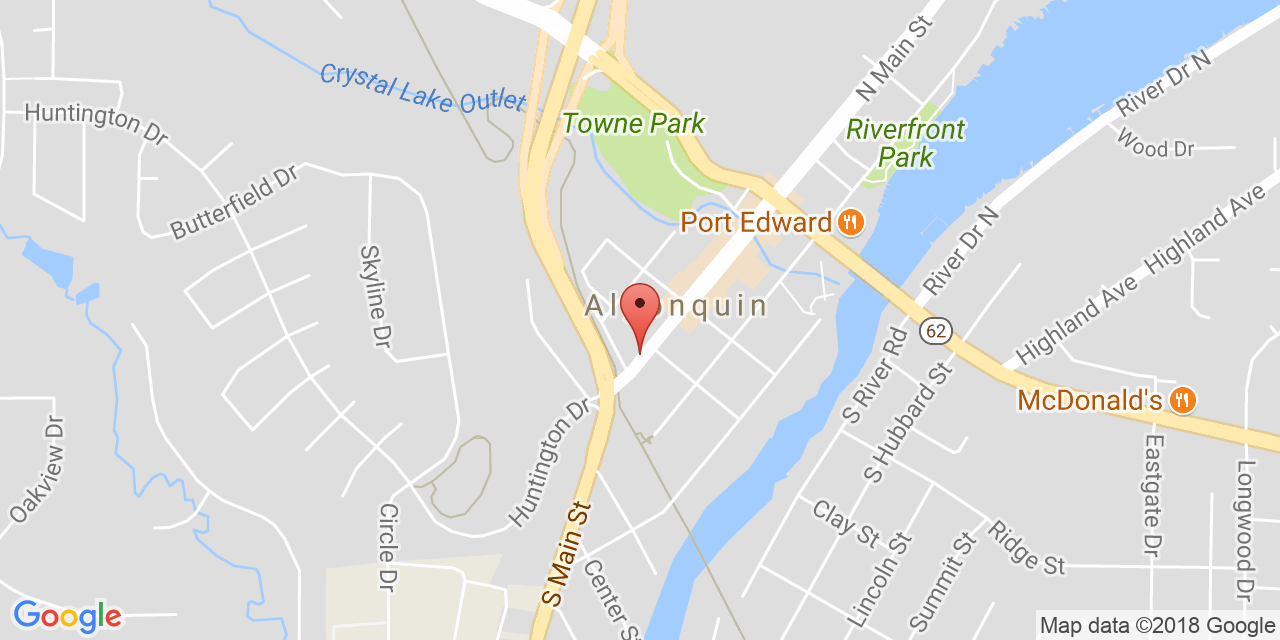 N Main St
River Dr N
Crystal Lake Outlet
Huntington Dr
Towne Park
Riverfront
Park
Wood Dr
Butterfield Dr
Port Edward
Highland Ave
River Dr N
Skyline Dr
Highland Ave
62
S River Rd
S Hubbard St
McDonald's
Huntington Dr
Oakview Dr
Eastgate Dr
Longwood Dr
Circle Dr
S Main St
Clay St
Lincoln St
Ridge St
Summit St
Center St
Google
Map data ©2018 Google